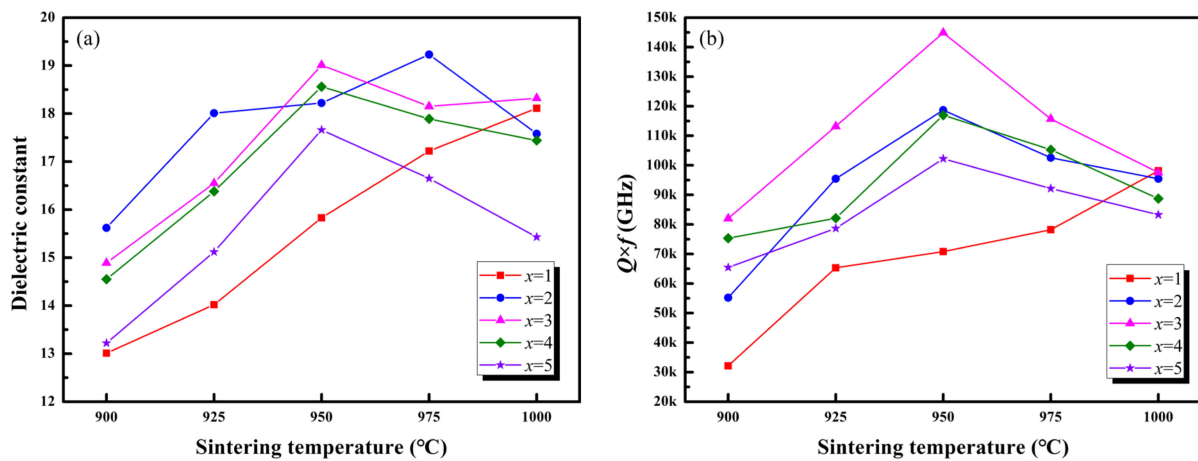 (a)
Dielectric constant
20
19
18
17
16
15
14
13
12
900 925 950 975 1000
Sintering temperature (℃)
x=1
x=2
x=3
x=4
x=5
(b)
Q×f (GHz)
150k
140k
130k
120k
110k
100k
90k
80k
70k
60k
50k
40k
30k
20k
900 925 950 975 1000
Sintering temperature (℃)
x=1
x=2
x=3
x=4
x=5